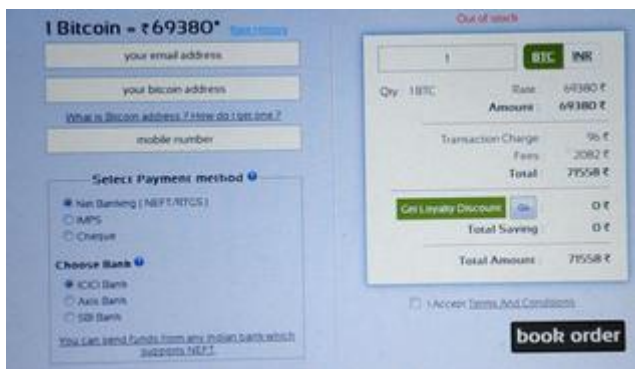 1 Bitcoin = ₹69380* Rate History
your email address
your bitcoin address
What is Bitcoin address ? How do I get one ?
mobile number
Select Payment method
Net Banking ( NEFT/RTGS )
IMPS
Cheque
Choose Bank
ICICI Bank
Axis Bank
SBI Bank
You can send funds from any indian bank which
supports NEFT.
Out of stock
1 BTC INR
Qty 1BTC Rate 69380 ₹
Amount 69380 ₹
Transaction Charge 96 ₹
Fees 2082 ₹
Total 71558 ₹
Get Loyalty Discount Go 0 ₹
Total Saving 0 ₹
Total Amount 71558 ₹
I Accept Terms And Conditions
book order